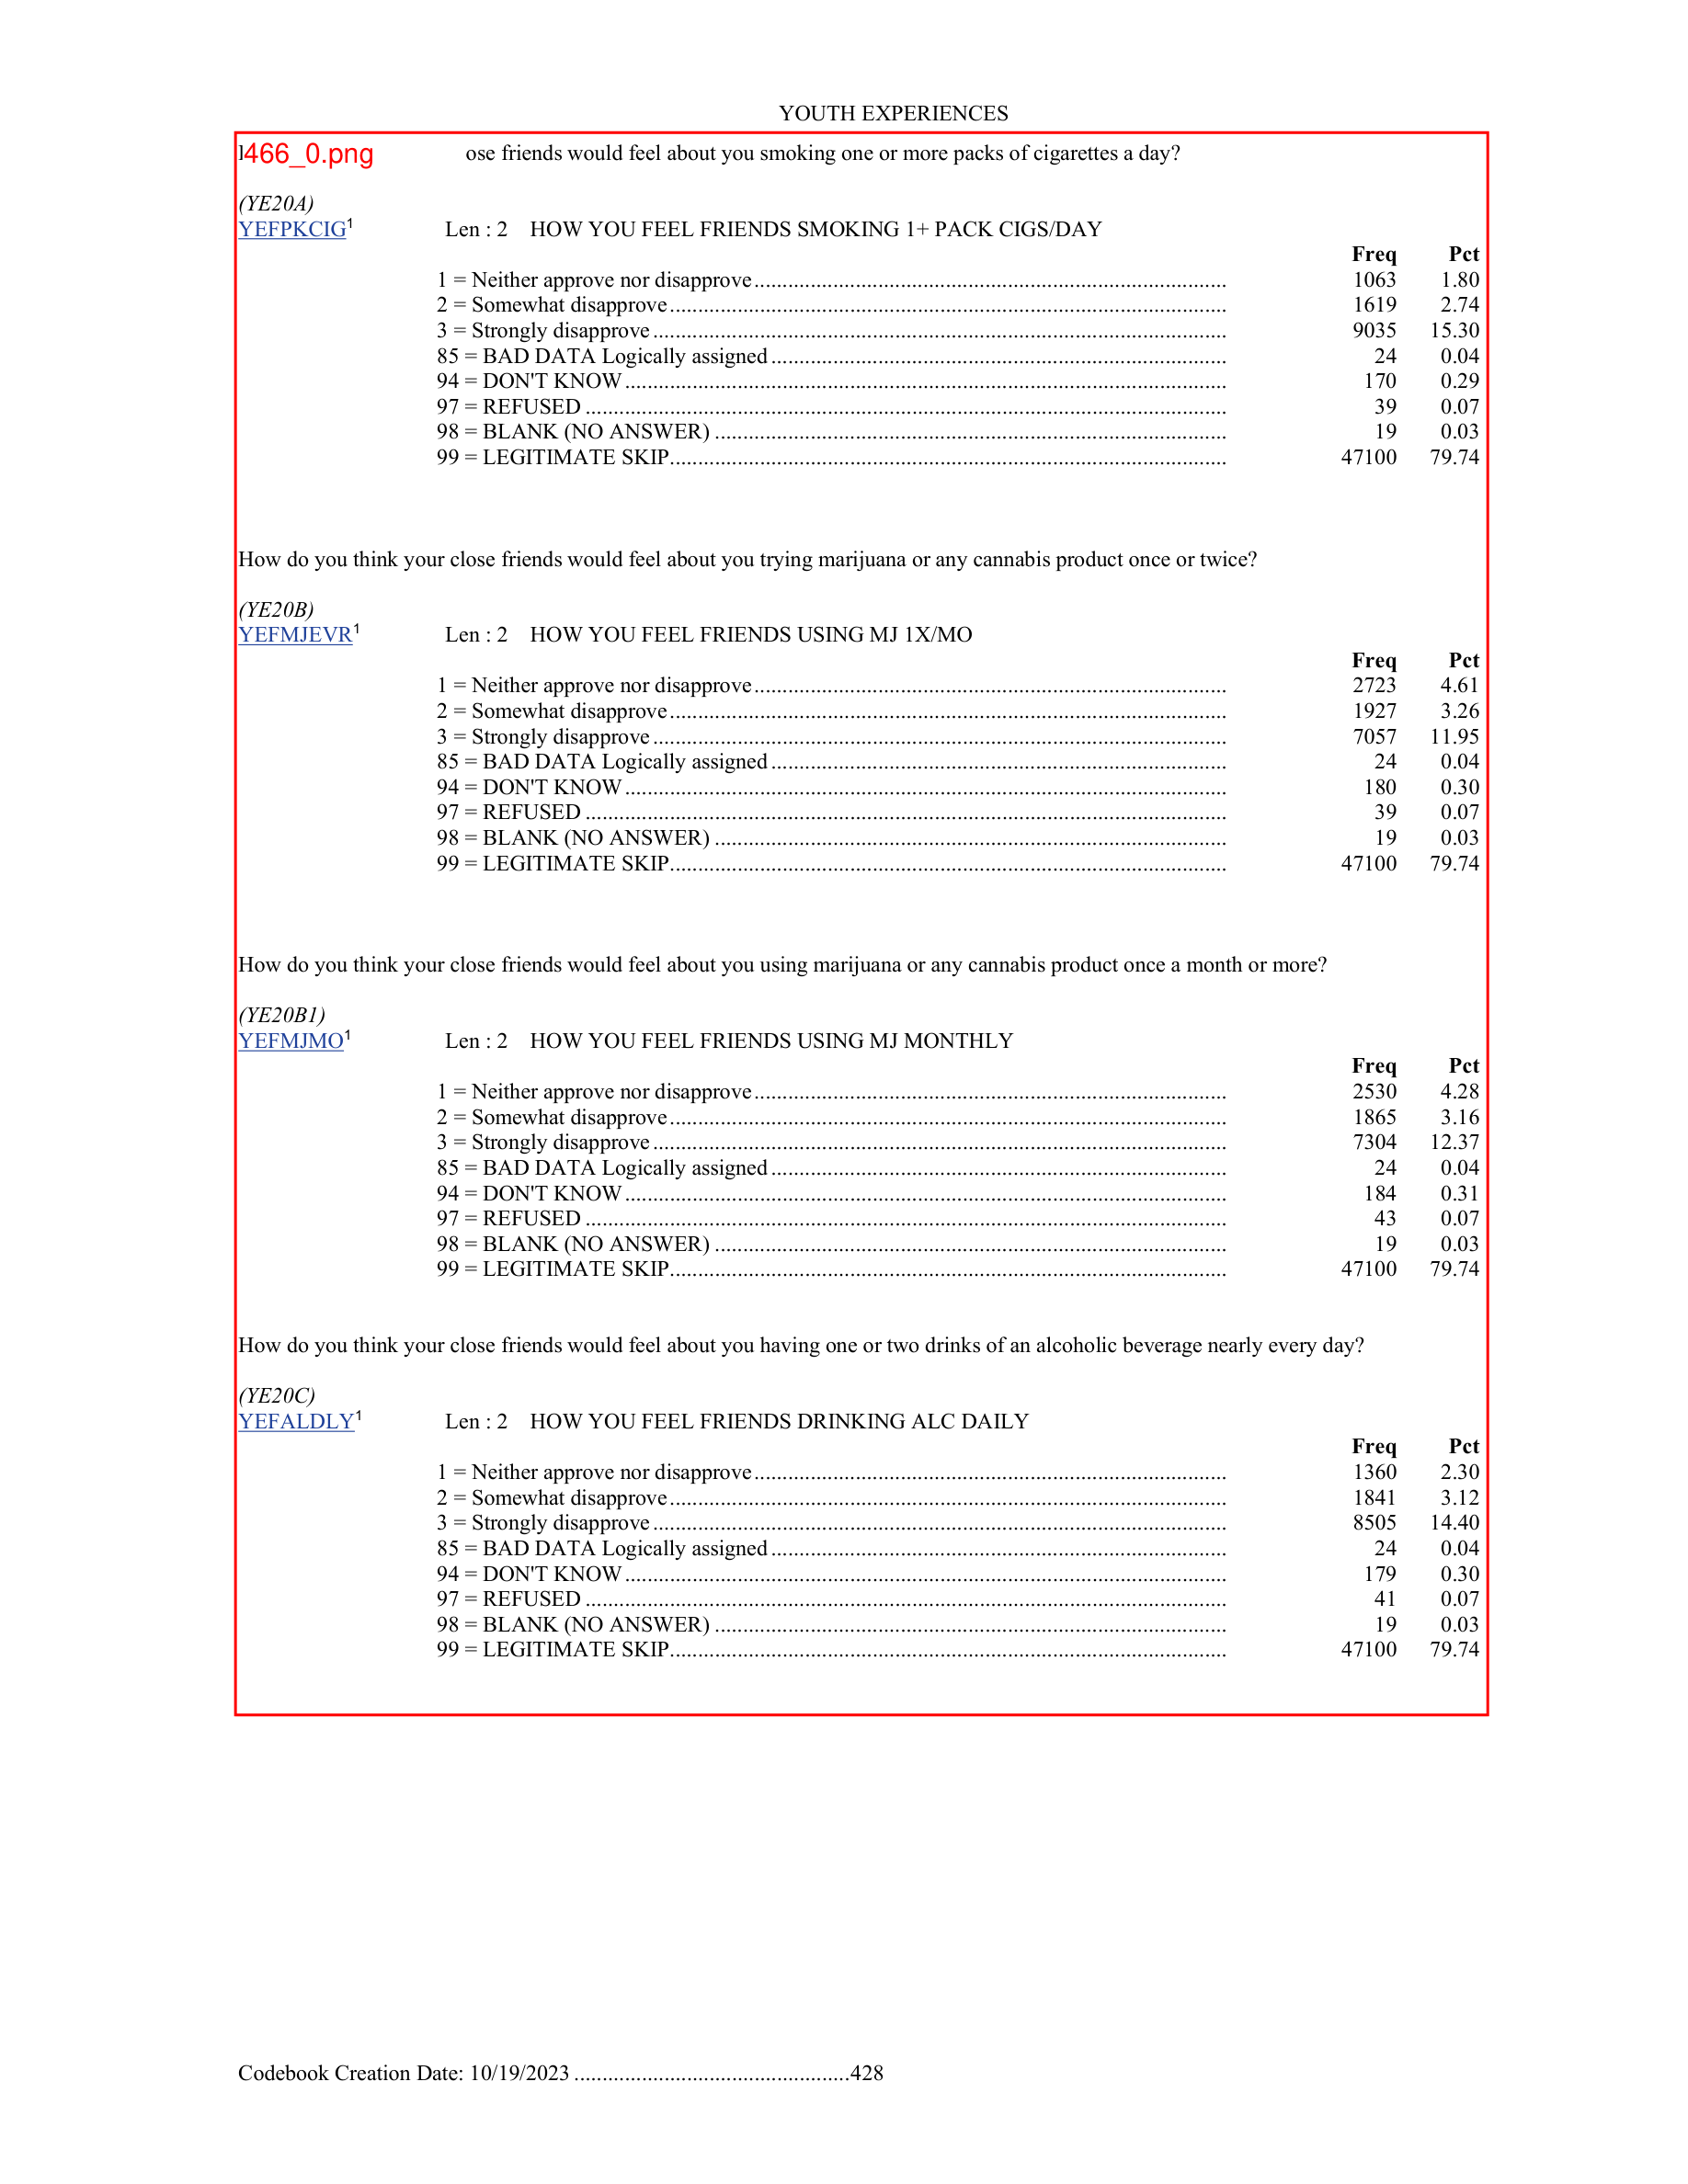 YOUTH EXPERIENCES
466_0.png ose friends would feel about you smoking one or more packs of cigarettes a day?
(YE20A)
YEFPKCIG1 Len : 2 HOW YOU FEEL FRIENDS SMOKING 1+ PACK CIGS/DAY
Freq Pct
1 = Neither approve nor disapprove 1063 1.80
2 = Somewhat disapprove 1619 2.74
3 = Strongly disapprove 9035 15.30
85 = BAD DATA Logically assigned 24 0.04
94 = DON'T KNOW 170 0.29
97 = REFUSED 39 0.07
98 = BLANK (NO ANSWER) 19 0.03
99 = LEGITIMATE SKIP 47100 79.74
How do you think your close friends would feel about you trying marijuana or any cannabis product once or twice?
(YE20B)
YEFMJEVR1 Len : 2 HOW YOU FEEL FRIENDS USING MJ 1X/MO
Freq Pct
1 = Neither approve nor disapprove 2723 4.61
2 = Somewhat disapprove 1927 3.26
3 = Strongly disapprove 7057 11.95
85 = BAD DATA Logically assigned 24 0.04
94 = DON'T KNOW 180 0.30
97 = REFUSED 39 0.07
98 = BLANK (NO ANSWER) 19 0.03
99 = LEGITIMATE SKIP 47100 79.74
How do you think your close friends would feel about you using marijuana or any cannabis product once a month or more?
(YE20B1)
YEFMJMO1 Len : 2 HOW YOU FEEL FRIENDS USING MJ MONTHLY
Freq Pct
1 = Neither approve nor disapprove 2530 4.28
2 = Somewhat disapprove 1865 3.16
3 = Strongly disapprove 7304 12.37
85 = BAD DATA Logically assigned 24 0.04
94 = DON'T KNOW 184 0.31
97 = REFUSED 43 0.07
98 = BLANK (NO ANSWER) 19 0.03
99 = LEGITIMATE SKIP 47100 79.74
How do you think your close friends would feel about you having one or two drinks of an alcoholic beverage nearly every day?
(YE20C)
YEFALDLY1 Len : 2 HOW YOU FEEL FRIENDS DRINKING ALC DAILY
Freq Pct
1 = Neither approve nor disapprove 1360 2.30
2 = Somewhat disapprove 1841 3.12
3 = Strongly disapprove 8505 14.40
85 = BAD DATA Logically assigned 24 0.04
94 = DON'T KNOW 179 0.30
97 = REFUSED 41 0.07
98 = BLANK (NO ANSWER) 19 0.03
99 = LEGITIMATE SKIP 47100 79.74
Codebook Creation Date: 10/19/2023 428